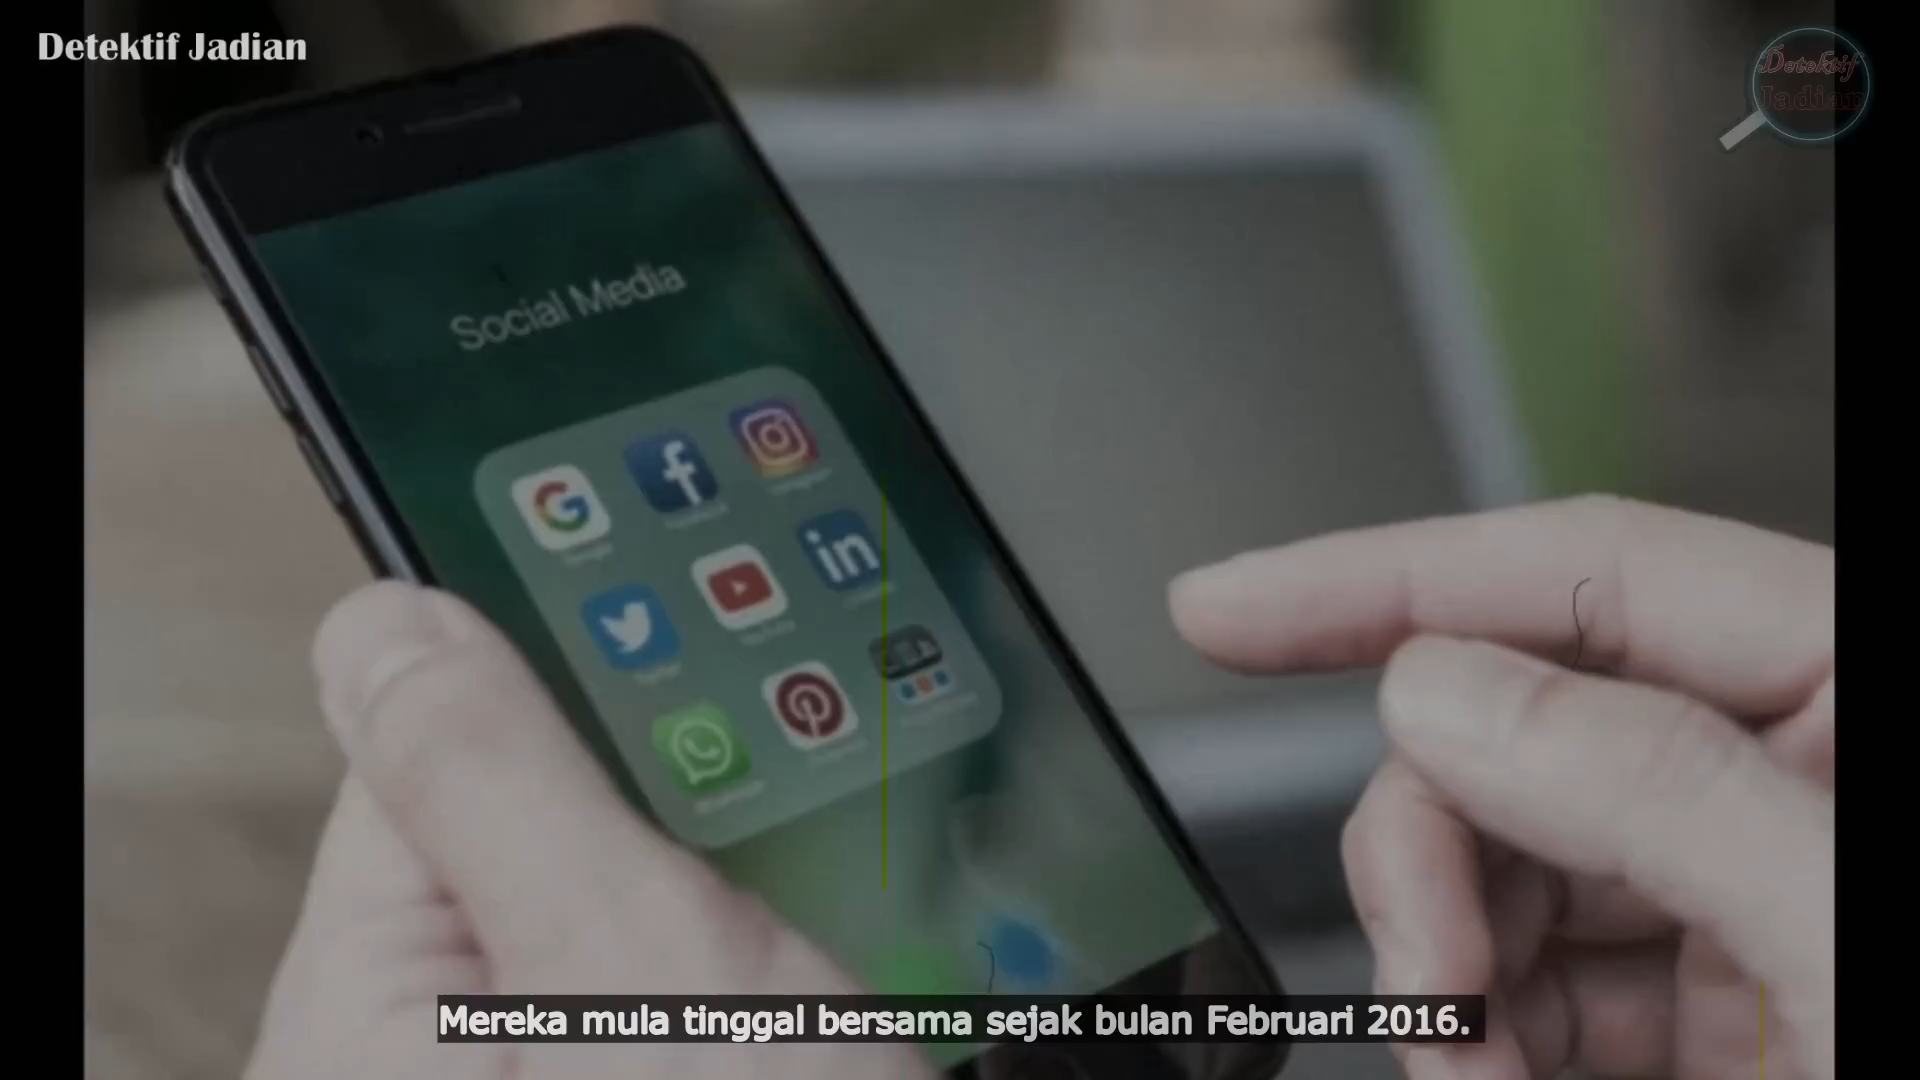 Detektif Jadian
Detektif
Jadian
Social Media
Mereka mula tinggal bersama sejak bulan Februari 2016.